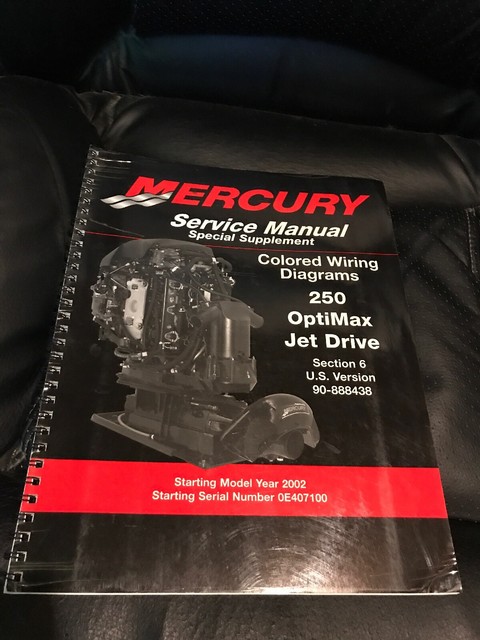 MERCURY
Service Manual
Special Supplement
Colored Wiring
Diagrams
250
OptiMax
Jet Drive
Section 6
U.S. Version
90-888438
Starting Model Year 2002
Starting Serial Number 0E407100